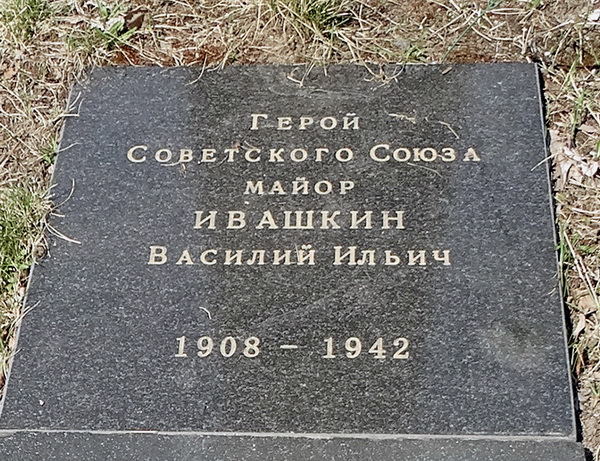 Герой
Советского Союза
майор
ИВАШКИН
Василий Ильич
1908 – 1942